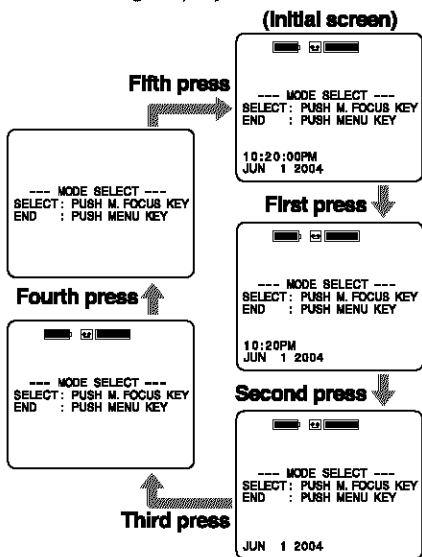 (Initial screen)
--- MODE SELECT ---
SELECT: PUSH M. FOCUS KEY
END : PUSH MENU KEY
10:20:00PM
JUN 1 2004
First press
--- MODE SELECT ---
SELECT: PUSH M. FOCUS KEY
END : PUSH MENU KEY
10:20PM
JUN 1 2004
Second press
--- MODE SELECT ---
SELECT: PUSH M. FOCUS KEY
END : PUSH MENU KEY
JUN 1 2004
Third press
--- MODE SELECT ---
SELECT: PUSH M. FOCUS KEY
END : PUSH MENU KEY
Fourth press
--- MODE SELECT ---
SELECT: PUSH M. FOCUS KEY
END : PUSH MENU KEY
Fifth press